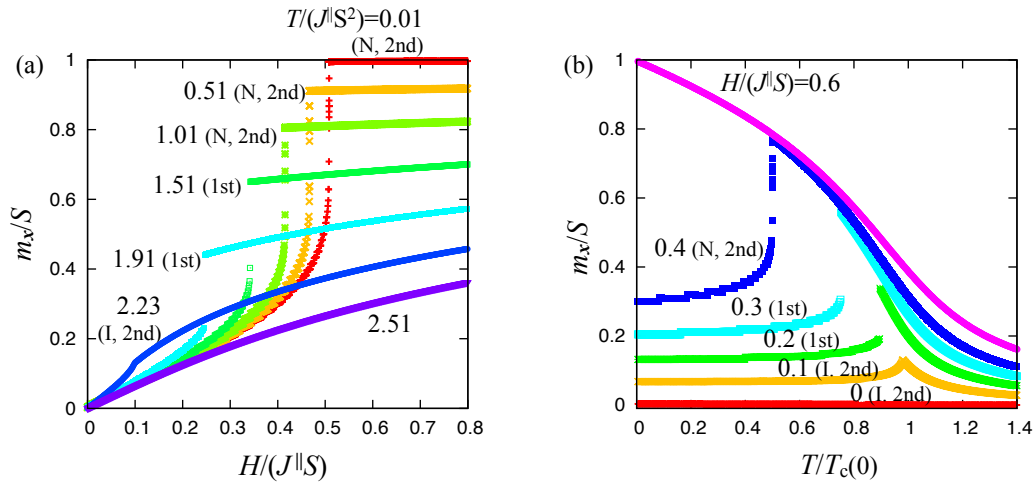 T/(J∥S²)=0.01
(N, 2nd)
(a)
0.51 (N, 2nd)
1.01 (N, 2nd)
1.51 (1st)
1.91 (1st)
2.23
(I, 2nd)
2.51
mx/S
1
0.8
0.6
0.4
0.2
0
0 0.1 0.2 0.3 0.4 0.5 0.6 0.7 0.8
H/(J∥S)
(b)
H/(J∥S)=0.6
0.4 (N, 2nd)
0.3 (1st)
0.2 (1st)
0.1 (I. 2nd)
0 (I. 2nd)
mx/S
1
0.8
0.6
0.4
0.2
0
0 0.2 0.4 0.6 0.8 1 1.2 1.4
T/Tc(0)